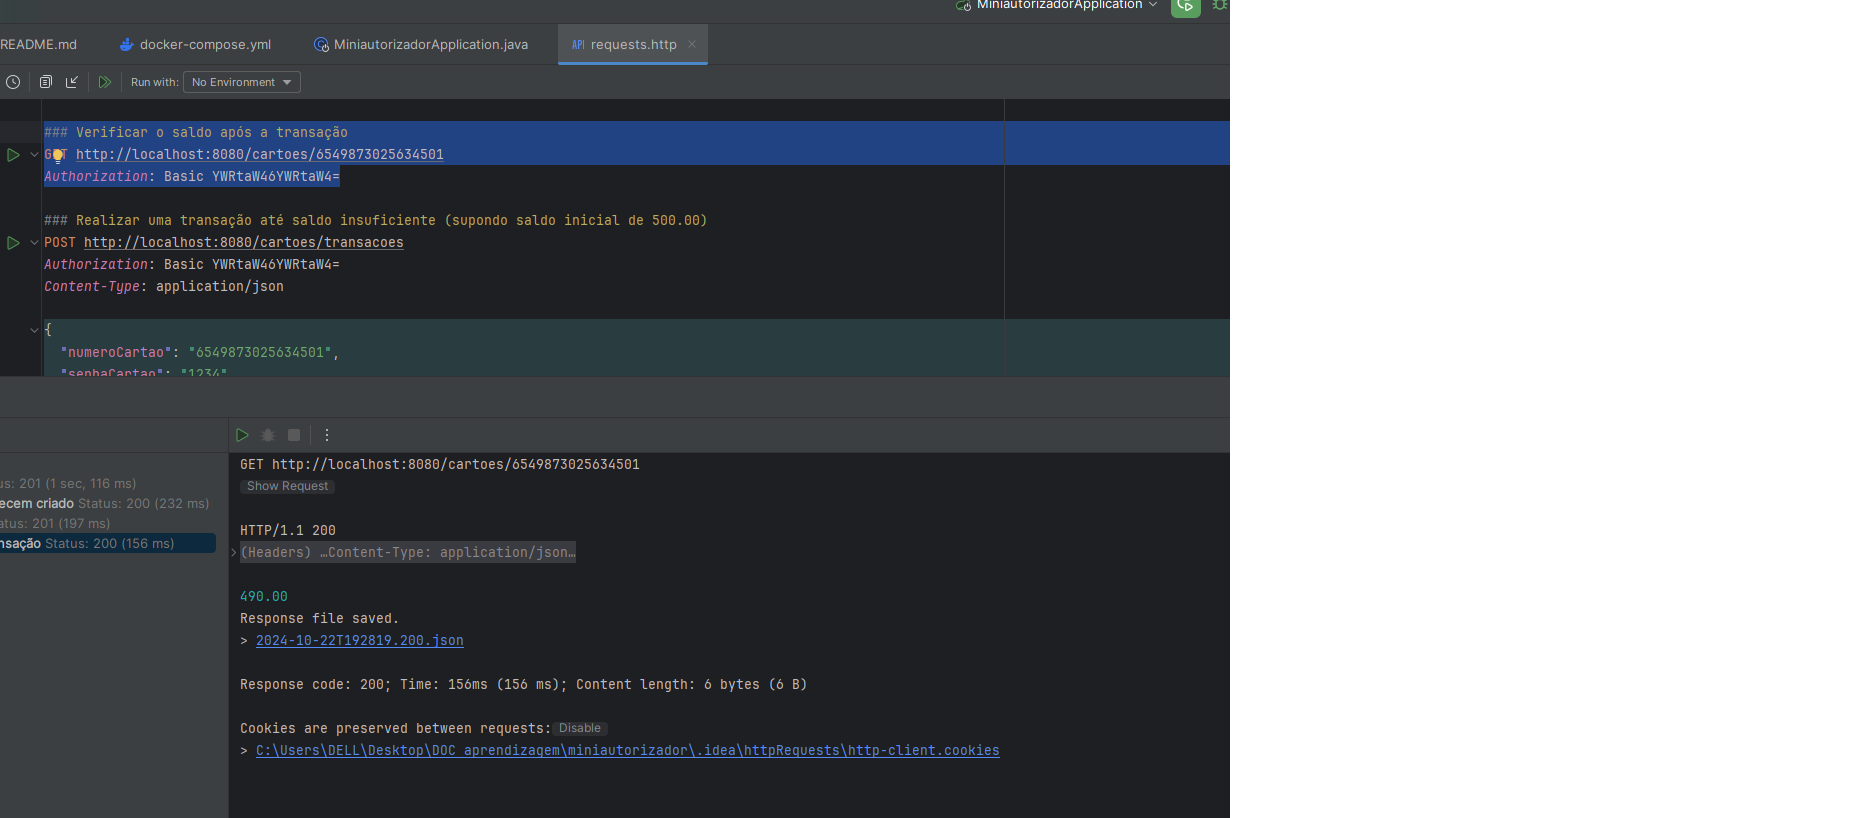 MiniautorizadorApplication
README.md docker-compose.yml MiniautorizadorApplication.java API requests.http
Run with: No Environment
### Verificar o saldo após a transação
GET http://localhost:8080/cartoes/6549873025634501
Authorization: Basic YWRtaW46YWRtaW4=
### Realizar uma transação até saldo insuficiente (supondo saldo inicial de 500.00)
POST http://localhost:8080/cartoes/transacoes
Authorization: Basic YWRtaW46YWRtaW4=
Content-Type: application/json
{
"numeroCartao": "6549873025634501",
"senhaCartao": "1234"
GET http://localhost:8080/cartoes/6549873025634501
Show Request
us: 201 (1 sec, 116 ms)
ecem criado Status: 200 (232 ms)
atus: 201 (197 ms)
nsação Status: 200 (156 ms)
HTTP/1.1 200
(Headers) …Content-Type: application/json…
490.00
Response file saved.
> 2024-10-22T192819.200.json
Response code: 200; Time: 156ms (156 ms); Content length: 6 bytes (6 B)
Cookies are preserved between requests: Disable
> C:\Users\DELL\Desktop\DOC aprendizagem\miniautorizador\.idea\httpRequests\http-client.cookies